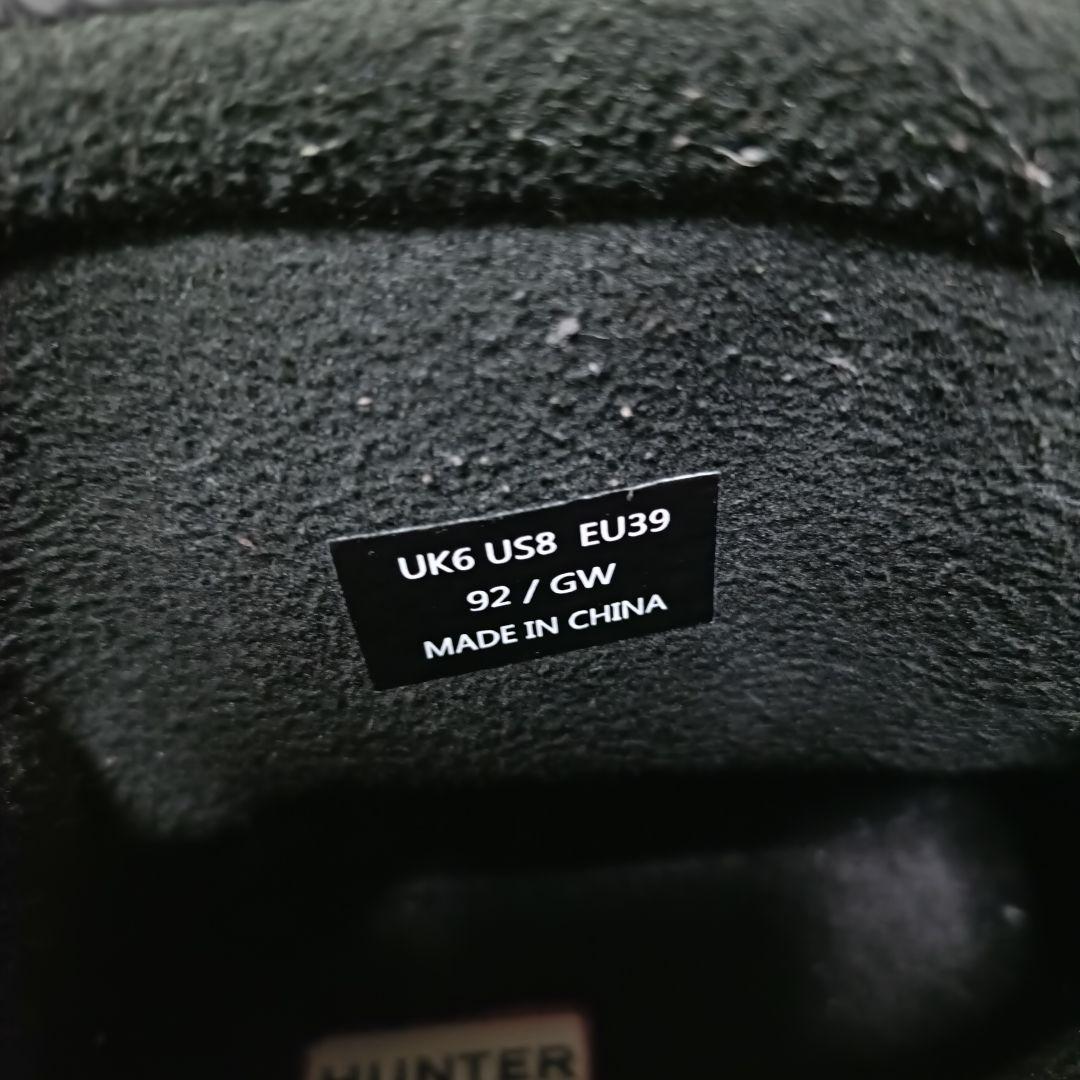 UK6 US8 EU39
92 / GW
MADE IN CHINA
HUNTER